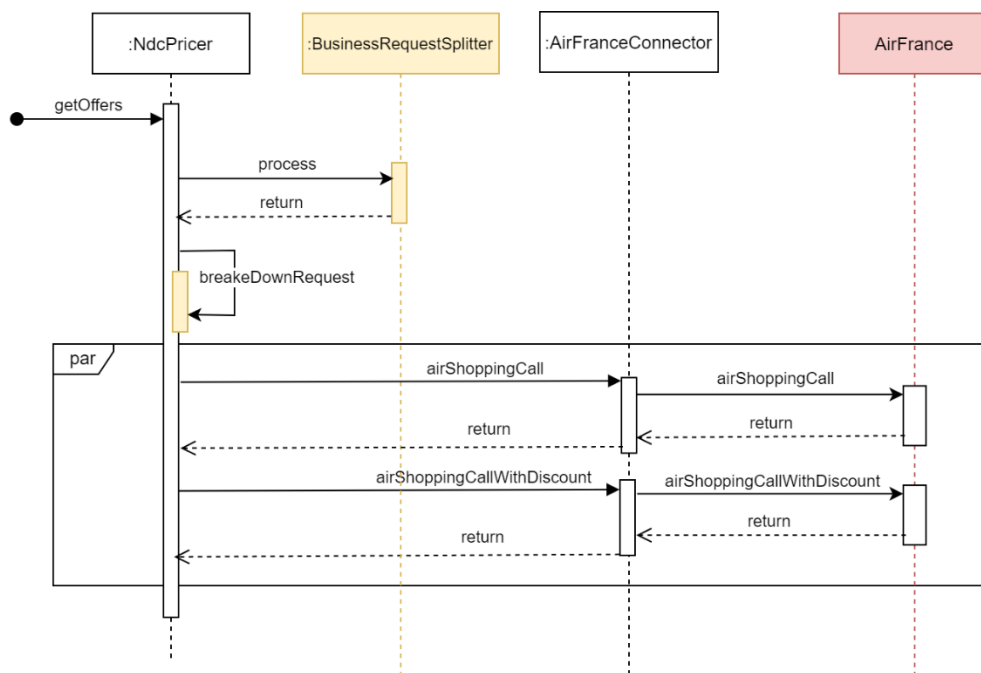 :NdcPricer
:BusinessRequestSplitter
:AirFranceConnector
AirFrance
getOffers
process
return
breakeDownRequest
par
airShoppingCall
airShoppingCall
return
return
airShoppingCallWithDiscount
airShoppingCallWithDiscount
return
return